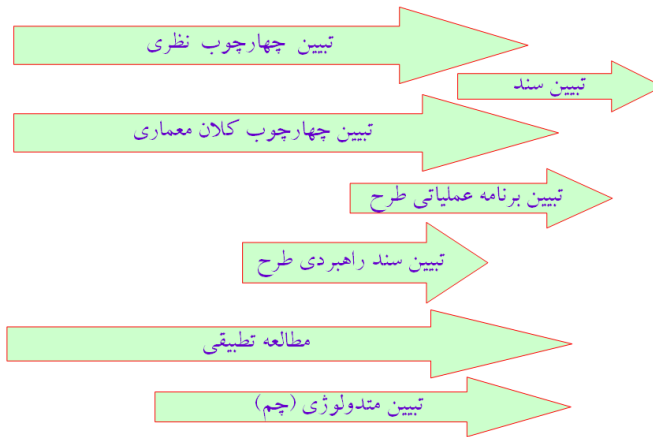 تبیین چهارچوب نظری
تبیین سند
تبیین چهارچوب کلان معماری
تبیین برنامه عملیاتی طرح
تبیین سند راهبردی طرح
مطالعه تطبیقی
تبیین متدولوژی (چم)